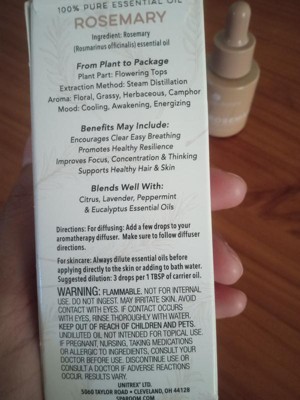 100% PURE ESSENTIAL OIL
ROSEMARY
Ingredient: Rosemary
(Rosmarinus officinalis) essential oil
From Plant to Package
Plant Part: Flowering Tops
Extraction Method: Steam Distillation
Aroma: Floral, Grassy, Herbaceous, Camphor
Mood: Cooling, Awakening, Energizing
Benefits May Include:
Encourages Clear Easy Breathing
Promotes Healthy Resilience
Improves Focus, Concentration & Thinking
Supports Healthy Hair & Skin
Blends Well With:
Citrus, Lavender, Peppermint
& Eucalyptus Essential Oils
Directions: For diffusing: Add a few drops to your
aromatherapy diffuser. Make sure to follow diffuser
directions.
For skincare: Always dilute essential oils before
applying directly to the skin or adding to bath water.
Suggested dilution: 3 drops per 1 TBSP of carrier oil.
WARNING: FLAMMABLE. NOT FOR INTERNAL
USE. DO NOT INGEST. MAY IRRITATE SKIN. AVOID
CONTACT WITH EYES. IF CONTACT OCCURS
WITH EYES, RINSE THOROUGHLY WITH WATER.
KEEP OUT OF REACH OF CHILDREN AND PETS.
UNDILUTED OIL NOT INTENDED FOR TOPICAL USE.
IF PREGNANT, NURSING, TAKING MEDICATIONS
OR ALLERGIC TO INGREDIENTS, CONSULT YOUR
DOCTOR BEFORE USE. DISCONTINUE USE OR
CONSULT A DOCTOR IF ADVERSE REACTIONS
OCCUR. RESULTS VARY.
UNITREX LTD.
5060 TAYLOR ROAD • CLEVELAND, OH 44128
SPAROOM.COM